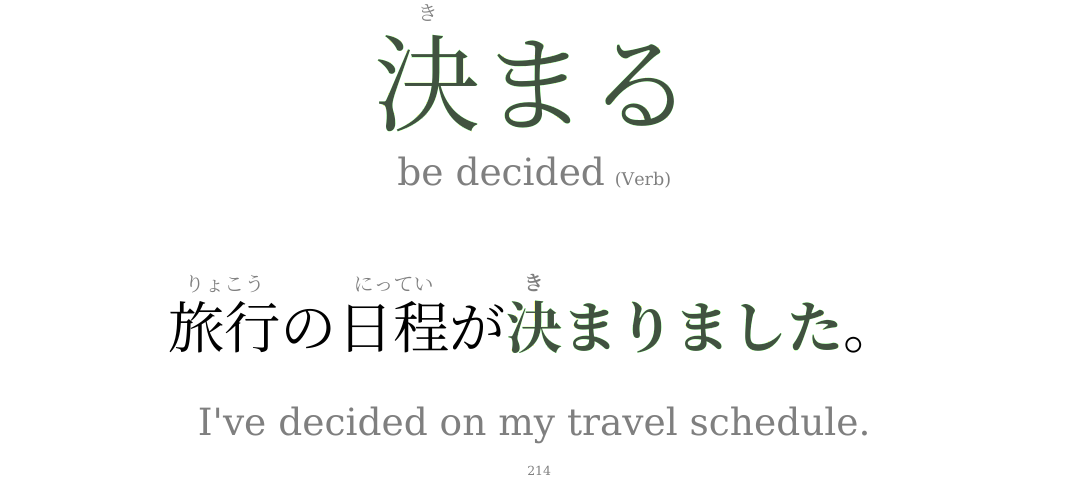 き
決まる
be decided (Verb)
りょこう にってい き
旅行の日程が決まりました。
I've decided on my travel schedule.
214